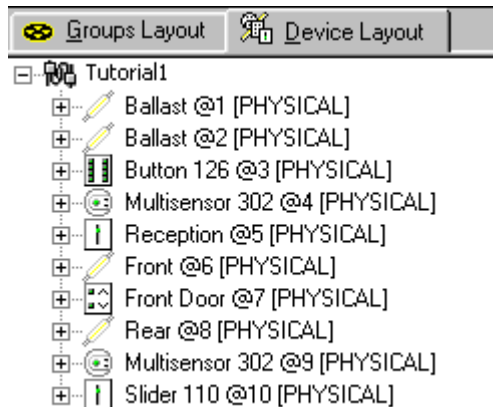 Groups Layout Device Layout
Tutorial1
Ballast @1 [PHYSICAL]
Ballast @2 [PHYSICAL]
Button 126 @3 [PHYSICAL]
Multisensor 302 @4 [PHYSICAL]
Reception @5 [PHYSICAL]
Front @6 [PHYSICAL]
Front Door @7 [PHYSICAL]
Rear @8 [PHYSICAL]
Multisensor 302 @9 [PHYSICAL]
Slider 110 @10 [PHYSICAL]